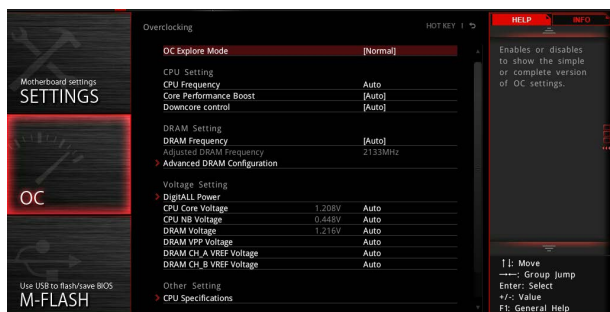 Overclocking
HOT KEY |
HELP
INFO
OC Explore Mode [Normal]
CPU Setting
CPU Frequency Auto
Core Performance Boost [Auto]
Downcore control [Auto]
DRAM Setting
DRAM Frequency [Auto]
Adjusted DRAM Frequency 2133MHz
Advanced DRAM Configuration
Voltage Setting
DigitALL Power
CPU Core Voltage 1.208V Auto
CPU NB Voltage 0.448V Auto
DRAM Voltage 1.216V Auto
DRAM VPP Voltage Auto
DRAM CH_A VREF Voltage Auto
DRAM CH_B VREF Voltage Auto
Other Setting
CPU Specifications
Motherboard settings
SETTINGS
OC
Use USB to flash/save BIOS
M-FLASH
Enables or disables
to show the simple
or complete version
of OC settings.
↑↓: Move
→←: Group Jump
Enter: Select
+/-: Value
F1: General Help